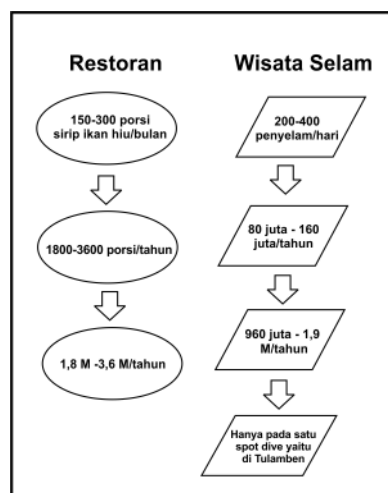 Restoran
150-300 porsi
sirip ikan hiu/bulan
1800-3600 porsi/tahun
1,8 M -3,6 M/tahun
Wisata Selam
200-400
penyelam/hari
80 juta - 160
juta/tahun
960 juta - 1,9
M/tahun
Hanya pada satu
spot dive yaitu
di Tulamben